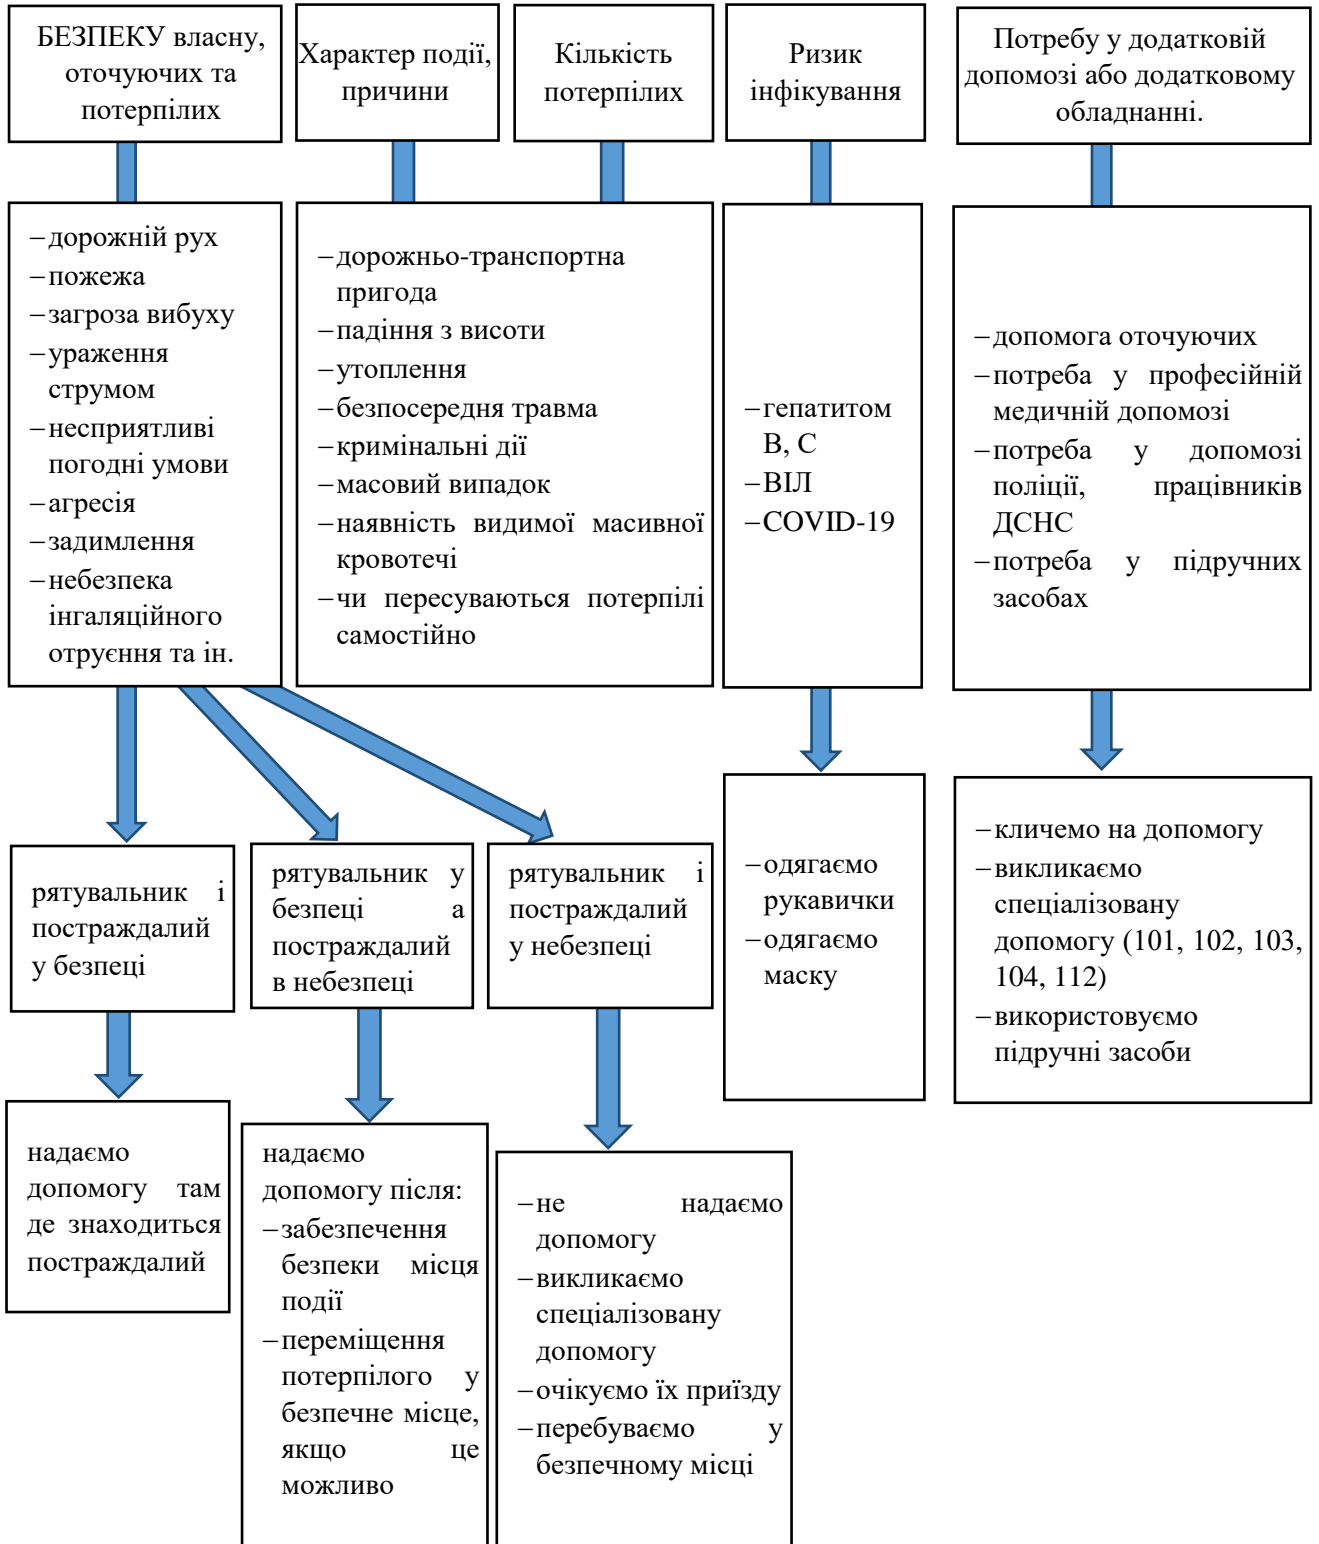 БЕЗПЕКУ власну,
оточуючих та
потерпілих
Характер події,
причини
Кількість
потерпілих
Ризик
інфікування
Потребу у додатковій
допомозі або додатковому
обладнанні.
–дорожній рух
–пожежа
–загроза вибуху
–ураження
струмом
–несприятливі
погодні умови
–агресія
–задимлення
–небезпека
інгаляційного
отруєння та ін.
–дорожньо-транспортна
пригода
–падіння з висоти
–утоплення
–безпосередня травма
–кримінальні дії
–масовий випадок
–наявність видимої масивної
кровотечі
–чи пересуваються потерпілі
самостійно
–гепатитом
В, С
–ВІЛ
–COVID-19
–допомога оточуючих
–потреба у професійній
медичній допомозі
–потреба у допомозі
поліції, працівників
ДСНС
–потреба у підручних
засобах
рятувальник і
постраждалий
у безпеці
рятувальник у
безпеці а
постраждалий
в небезпеці
рятувальник і
постраждалий
у небезпеці
–одягаємо
рукавички
–одягаємо
маску
–кличемо на допомогу
–викликаємо
спеціалізовану
допомогу (101, 102, 103,
104, 112)
–використовуємо
підручні засоби
надаємо
допомогу там
де знаходиться
постраждалий
надаємо
допомогу після:
–забезпечення
безпеки місця
події
–переміщення
потерпілого у
безпечне місце,
якщо це
можливо
–не надаємо
допомогу
–викликаємо
спеціалізовану
допомогу
–очікуємо їх приїзду
–перебуваємо у
безпечному місці